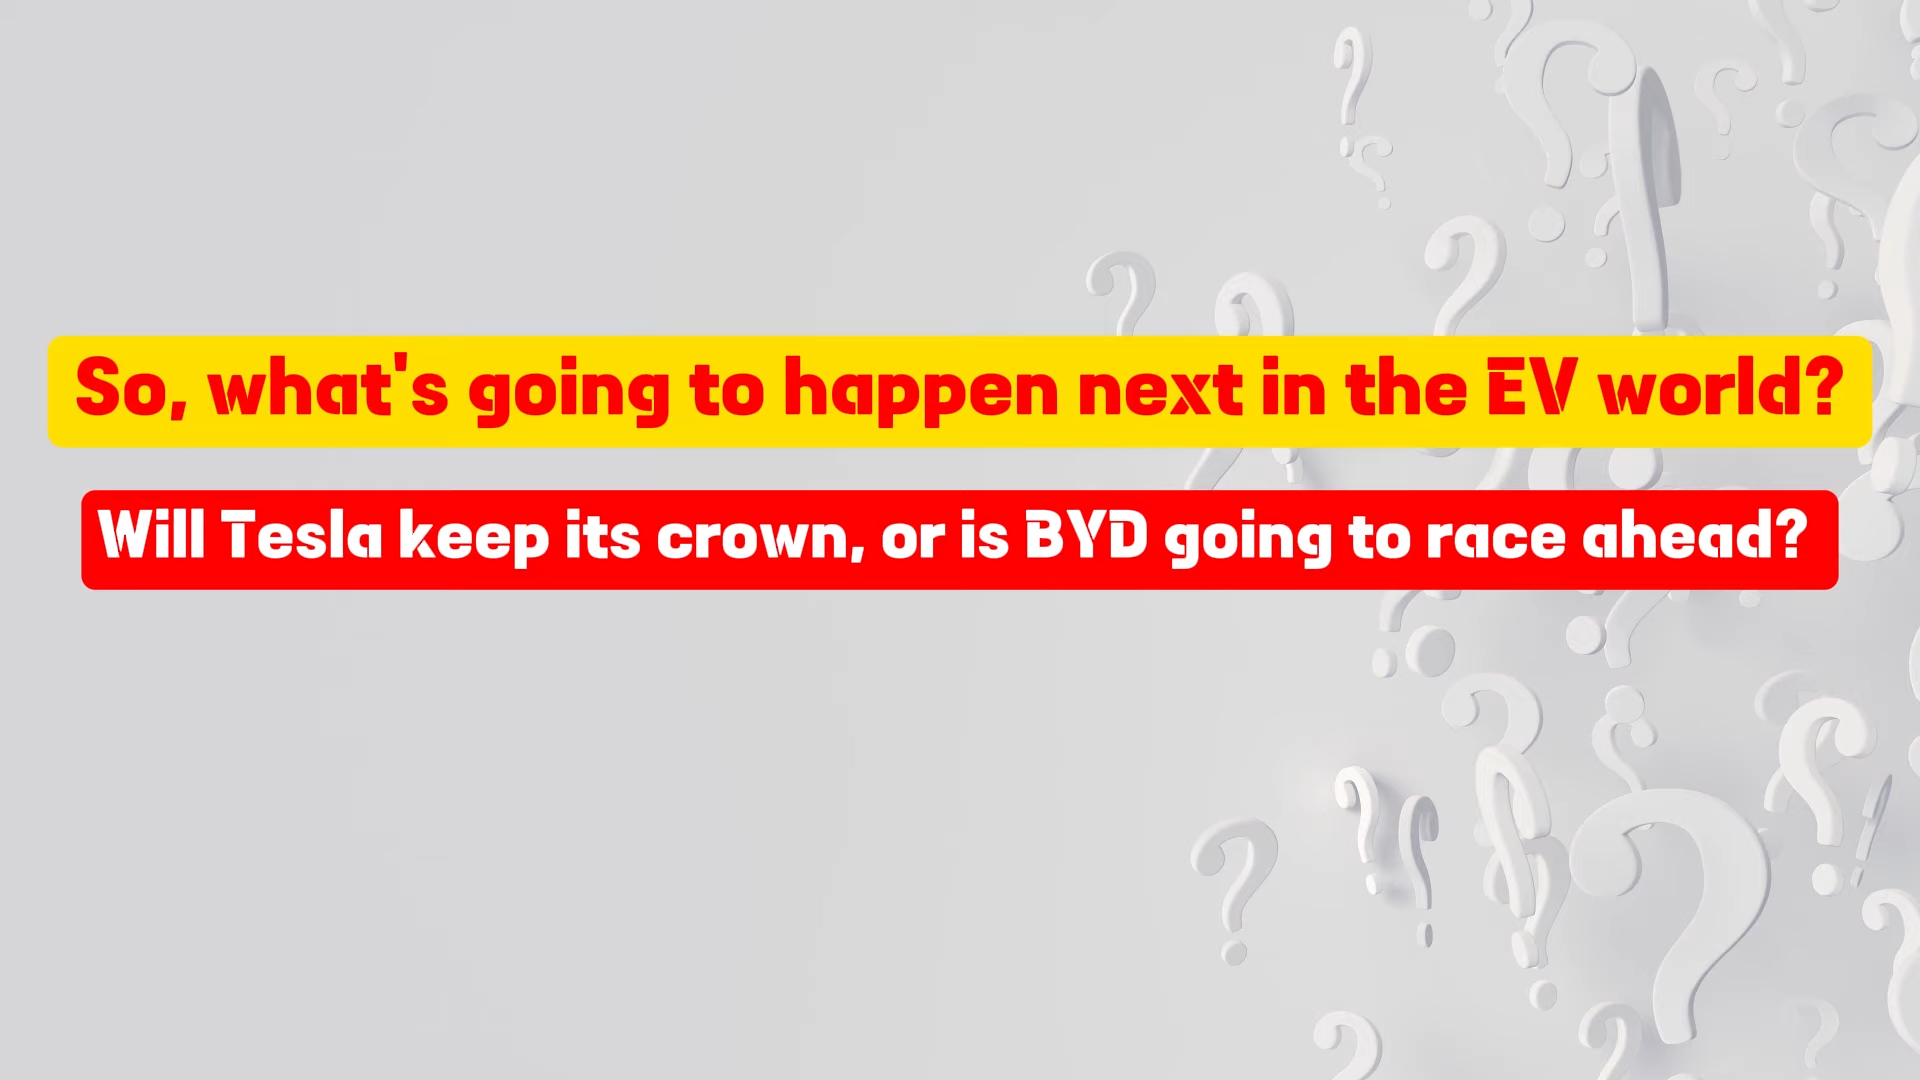 So, what's going to happen next in the EV world?
Will Tesla keep its crown, or is BYD going to race ahead?